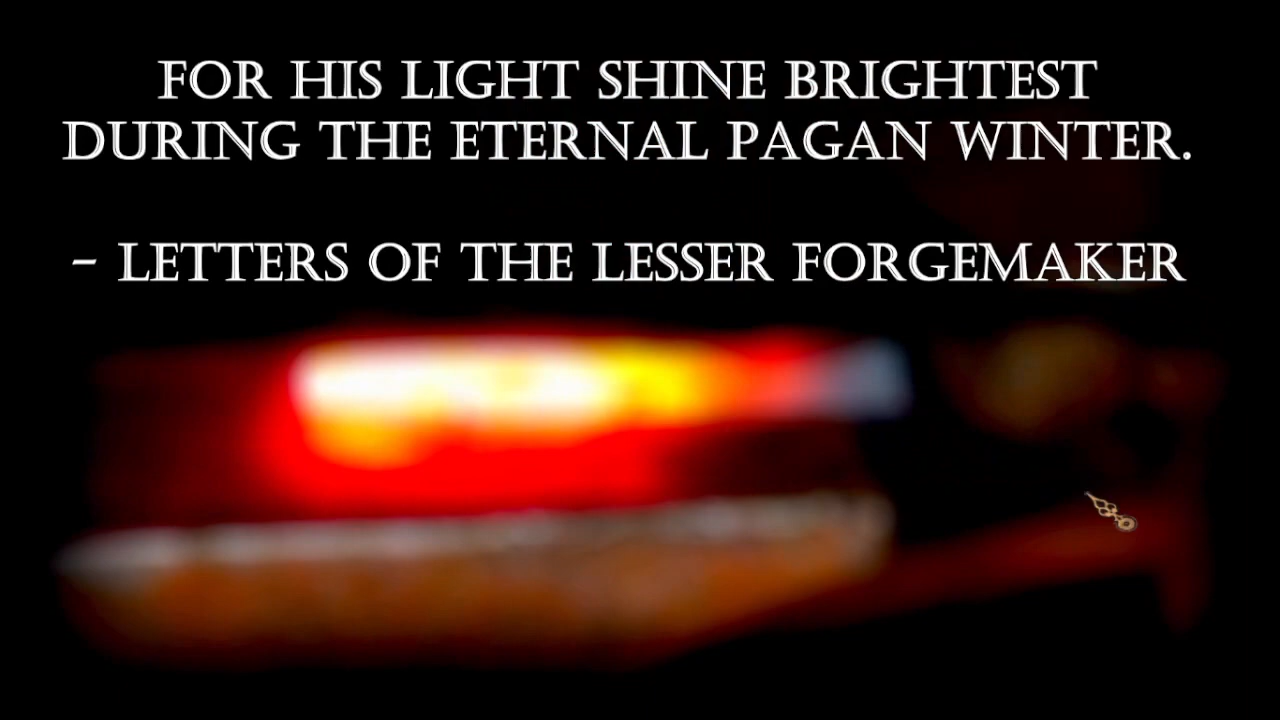 FOR HIS LIGHT SHINE BRIGHTEST
DURING THE ETERNAL PAGAN WINTER.
- LETTERS OF THE LESSER FORGEMAKER